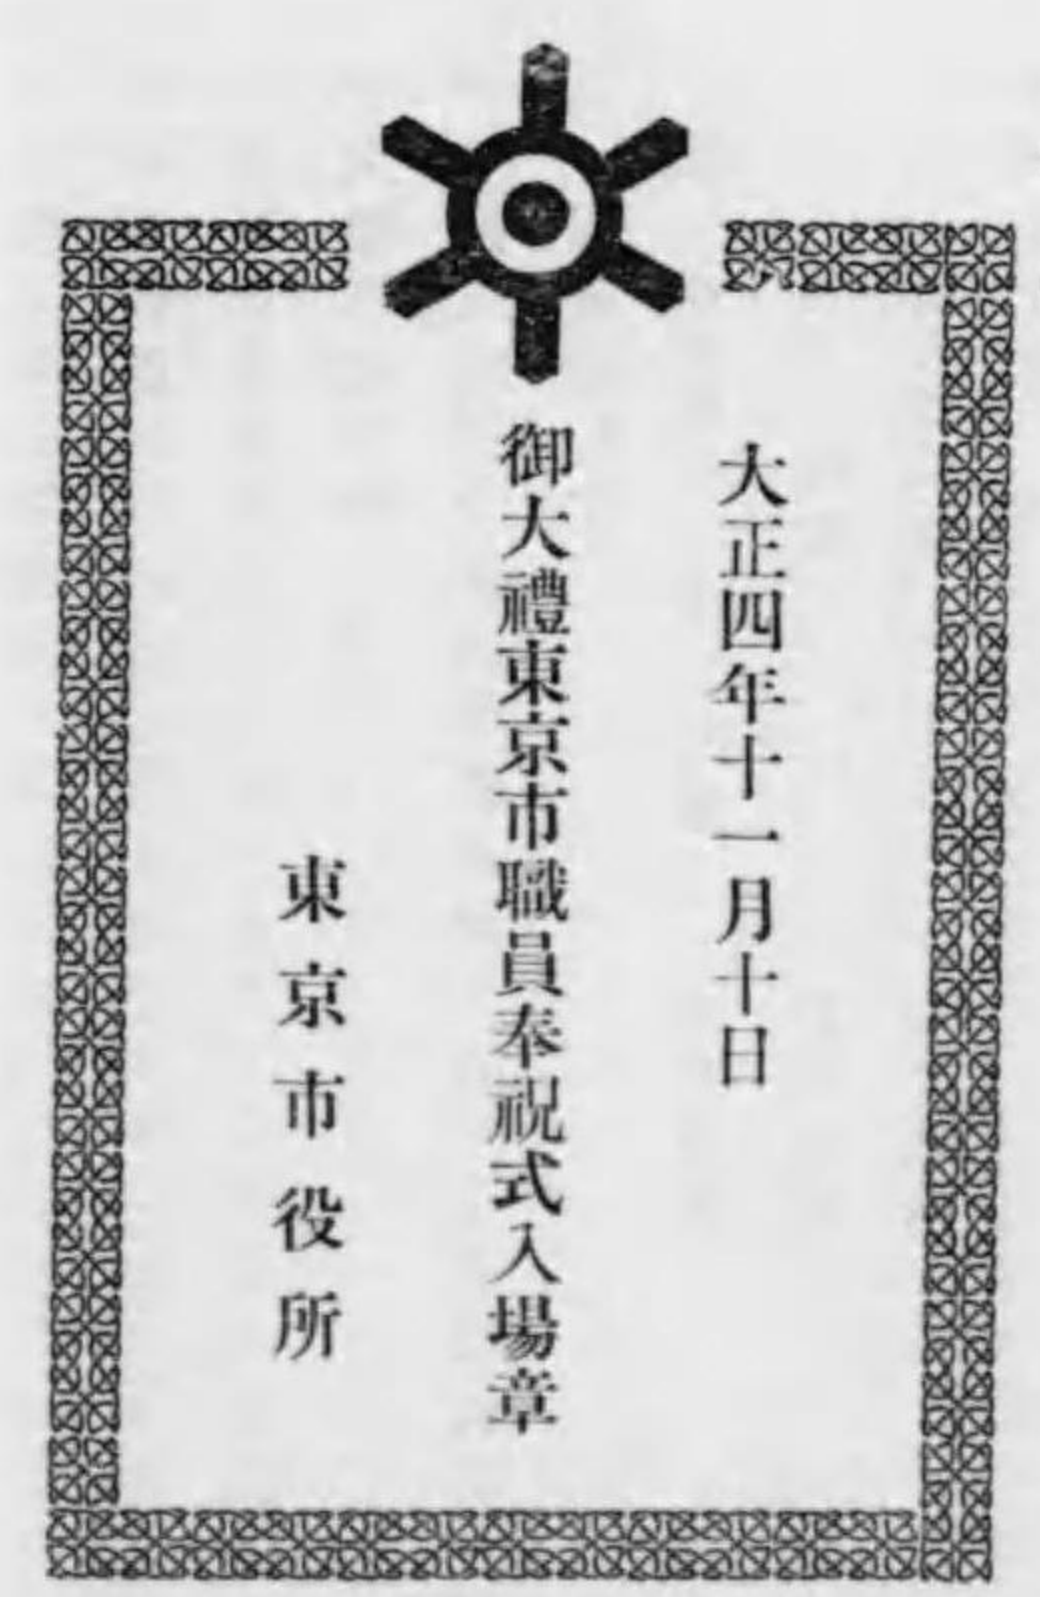 大正四年十一月十日
御大禮東京市職員奉祝式入場章
東京市役所